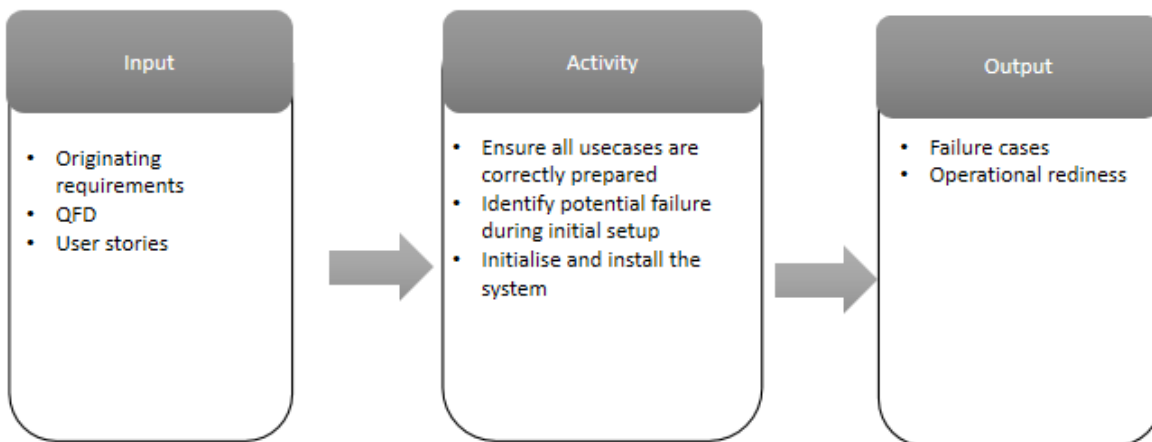 Input
• Originating
requirements
• QFD
• User stories
Activity
• Ensure all usecases are
correctly prepared
• Identify potential failure
during initial setup
• Initialise and install the
system
Output
• Failure cases
• Operational rediness